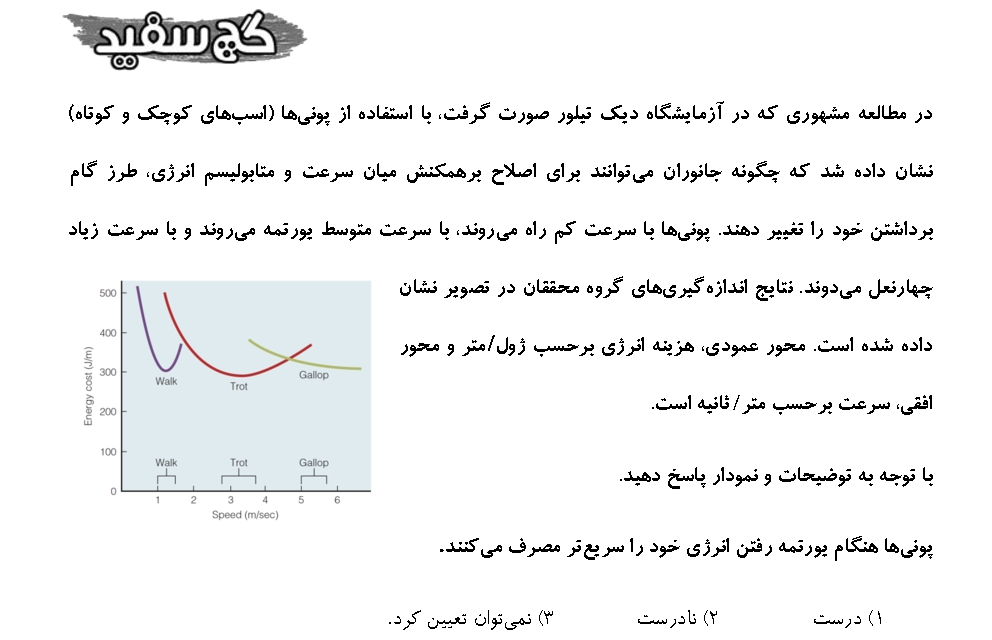 گچ سفید
در مطالعه مشهوری که در آزمایشگاه دیک تیلور صورت گرفت، با استفاده از پونی‌ها (اسب‌های کوچک و کوتاه)
نشان داده شد که چگونه جانوران می‌توانند برای اصلاح برهمکنش میان سرعت و متابولیسم انرژی، طرز گام
برداشتن خود را تغییر دهند. پونی‌ها با سرعت کم راه می‌روند، با سرعت متوسط یورتمه می‌روند و با سرعت زیاد
چهارنعل می‌دوند. نتایج اندازه‌گیری‌های گروه محققان در تصویر نشان
داده شده است. محور عمودی، هزینه انرژی برحسب ژول/متر و محور
افقی، سرعت برحسب متر/ثانیه است.
500
400
300
200
100
0
Energy cost (J/m)
Walk
Trot
Gallop
Walk Trot Gallop
1 2 3 4 5 6
Speed (m/sec)
با توجه به توضیحات و نمودار پاسخ دهید.
پونی‌ها هنگام یورتمه رفتن انرژی خود را سریع‌تر مصرف می‌کنند.
۱) درست ۲) نادرست ۳) نمی‌توان تعیین کرد.